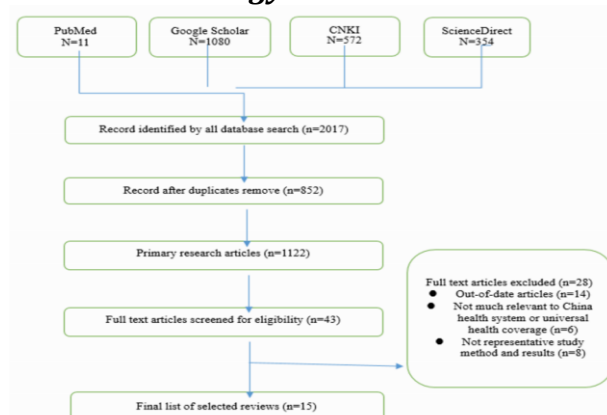 PubMed
N=11
Google Scholar
N=1080
CNKI
N=572
ScienceDirect
N=354
Record identified by all database search (n=2017)
Record after duplicates remove (n=852)
Primary research articles (n=1122)
Full text articles excluded (n=28)
● Out-of-date articles (n=14)
● Not much relevant to China
health system or universal
health coverage (n=6)
● Not representative study
method and results (n=8)
Full text articles screened for eligibility (n=43)
Final list of selected reviews (n=15)